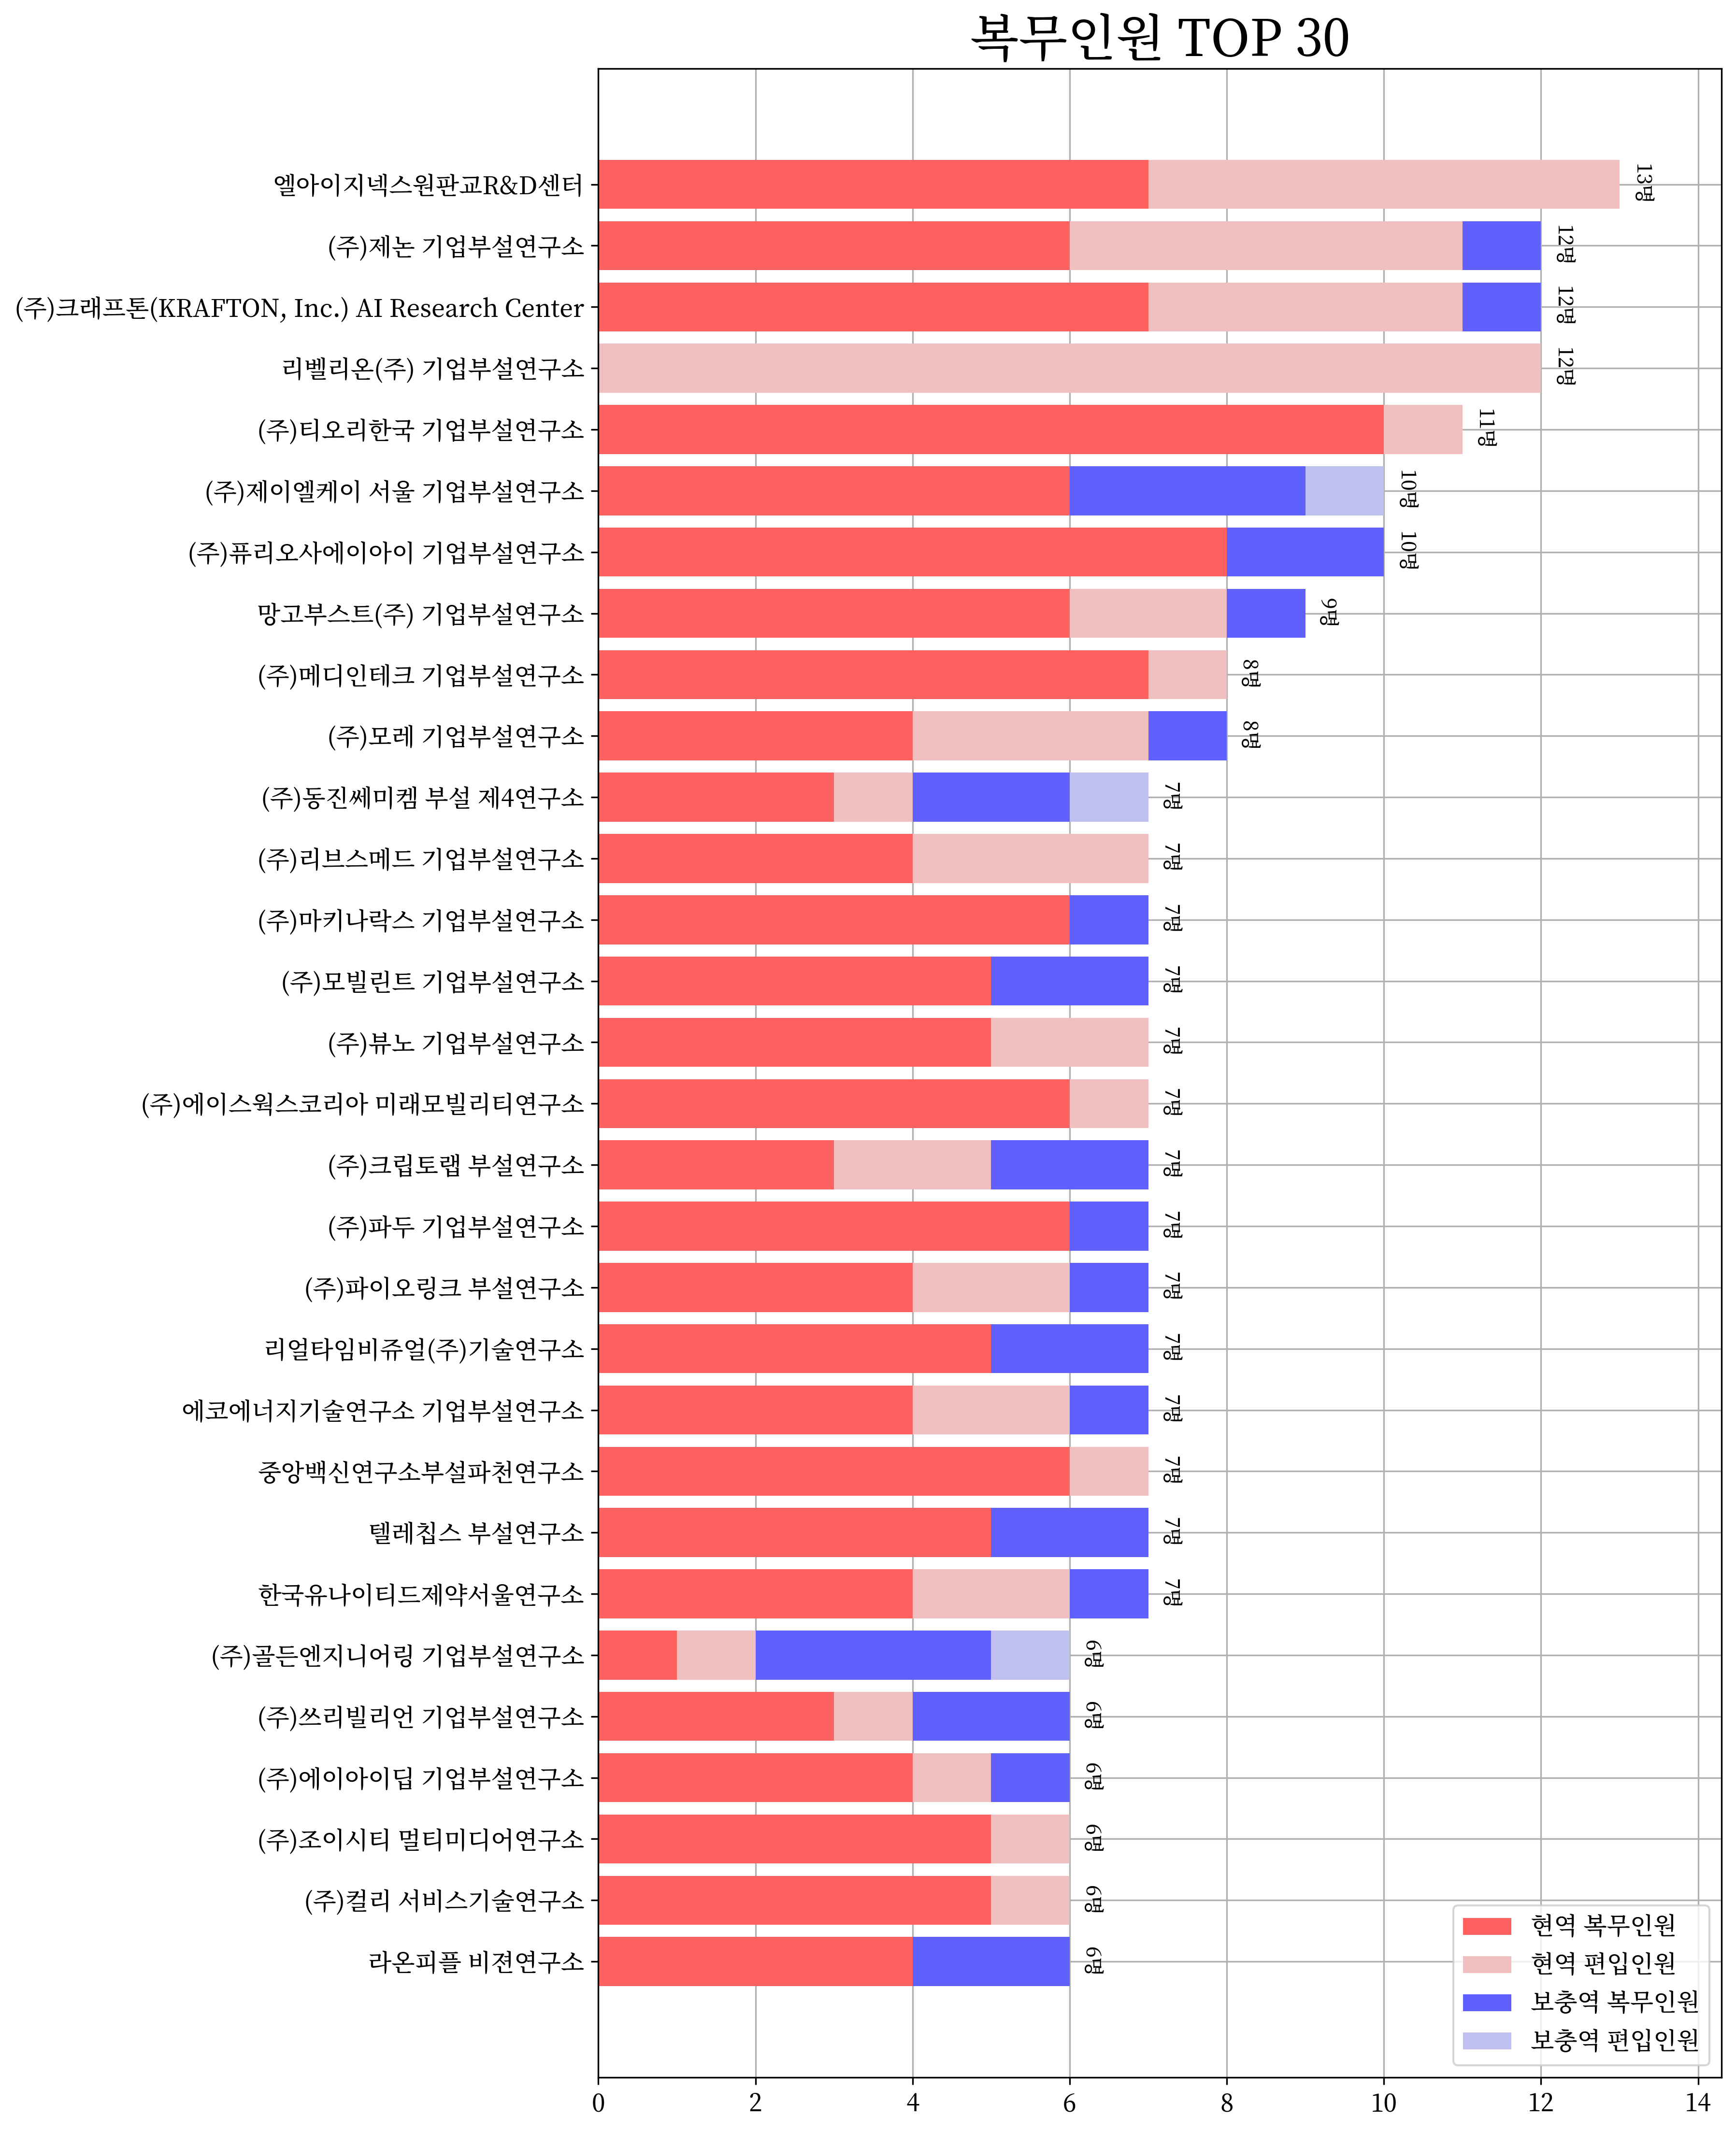 복무인원 TOP 30
엘아이지넥스원판교R&D센터 13명
(주)제논 기업부설연구소 12명
(주)크래프톤(KRAFTON, Inc.) AI Research Center 12명
리벨리온(주) 기업부설연구소 12명
(주)티오리한국 기업부설연구소 11명
(주)제이엘케이 서울 기업부설연구소 10명
(주)퓨리오사에이아이 기업부설연구소 10명
망고부스트(주) 기업부설연구소 9명
(주)메디인테크 기업부설연구소 8명
(주)모레 기업부설연구소 8명
(주)동진쎄미켐 부설 제4연구소 7명
(주)리브스메드 기업부설연구소 7명
(주)마키나락스 기업부설연구소 7명
(주)모빌린트 기업부설연구소 7명
(주)뷰노 기업부설연구소 7명
(주)에이스웍스코리아 미래모빌리티연구소 7명
(주)크립토랩 부설연구소 7명
(주)파두 기업부설연구소 7명
(주)파이오링크 부설연구소 7명
리얼타임비쥬얼(주)기술연구소 7명
에코에너지기술연구소 기업부설연구소 7명
중앙백신연구소부설파천연구소 7명
텔레칩스 부설연구소 7명
한국유나이티드제약서울연구소 7명
(주)골든엔지니어링 기업부설연구소 6명
(주)쓰리빌리언 기업부설연구소 6명
(주)에이아이딥 기업부설연구소 6명
(주)조이시티 멀티미디어연구소 6명
(주)컬리 서비스기술연구소 6명
라온피플 비젼연구소 6명
현역 복무인원
현역 편입인원
보충역 복무인원
보충역 편입인원
0 2 4 6 8 10 12 14